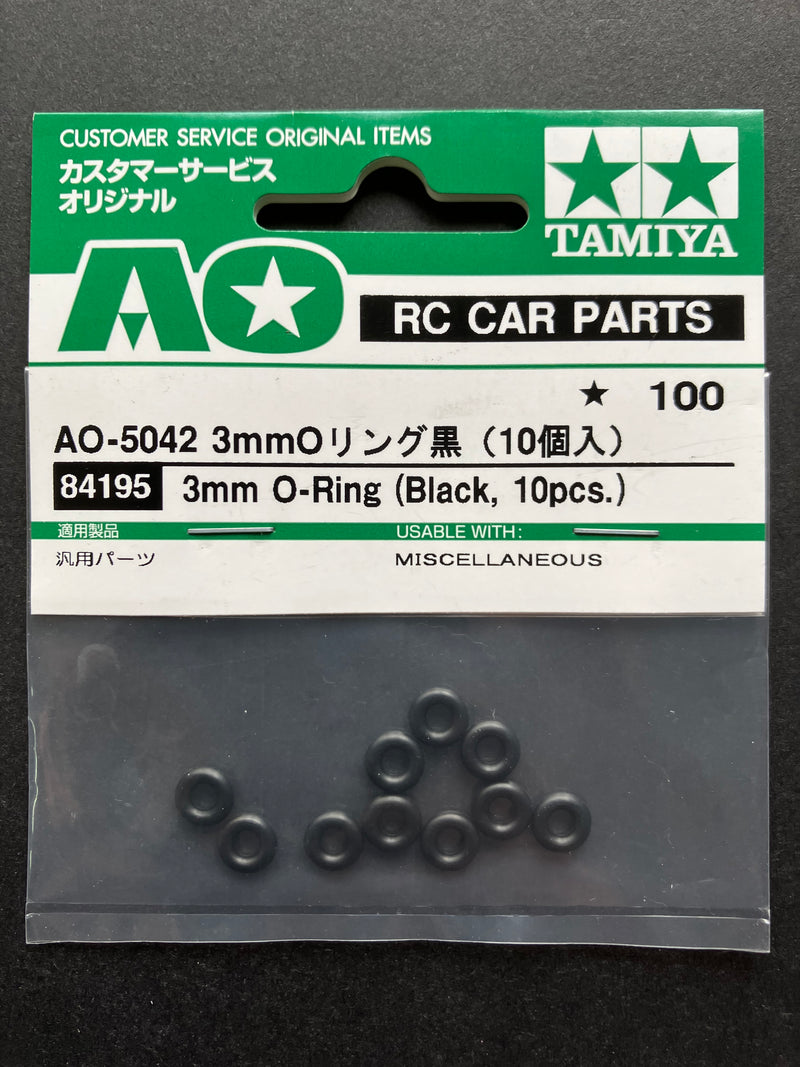 CUSTOMER SERVICE ORIGINAL ITEMS
カスタマーサービス
オリジナル
TAMIYA
AO
RC CAR PARTS
★ 100
AO-5042 3mmOリング黒（10個入）
84195 3mm O-Ring (Black, 10pcs.)
適用製品 USABLE WITH:
汎用パーツ MISCELLANEOUS